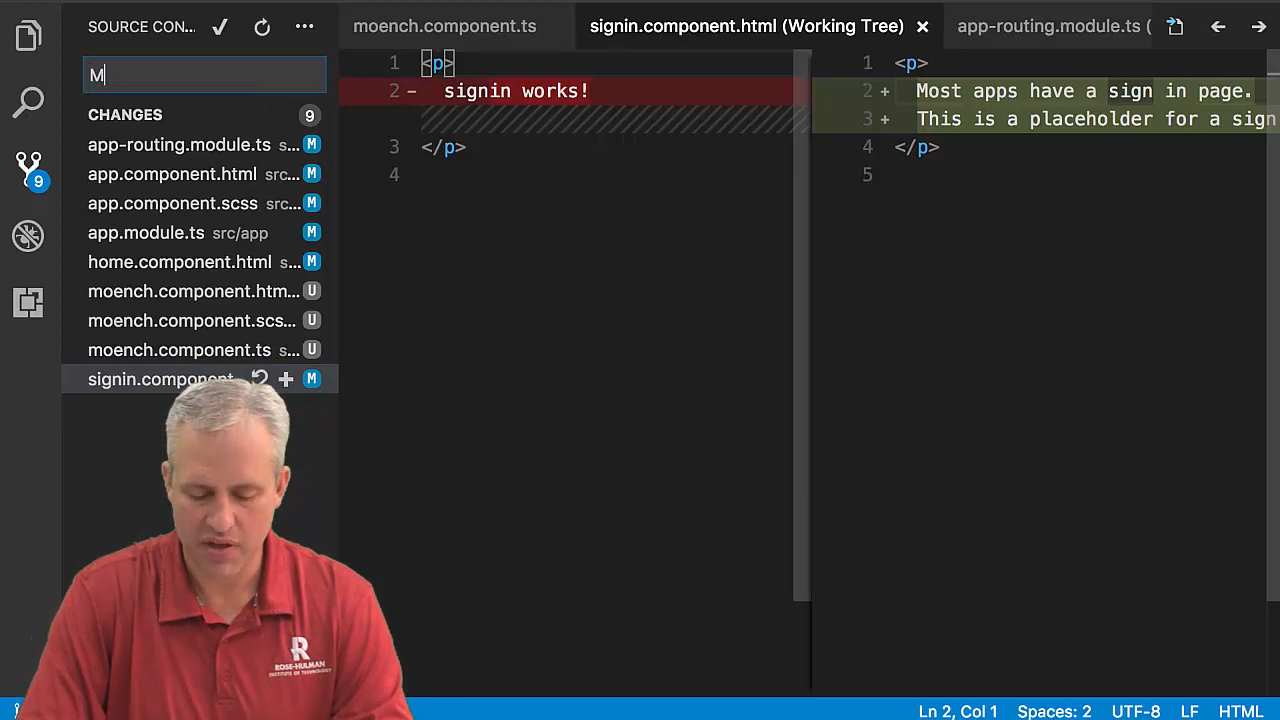 SOURCE CON...
moench.component.ts
signin.component.html (Working Tree)
app-routing.module.ts (
M
CHANGES
9
app-routing.module.ts s... M
app.component.html src... M
app.component.scss src... M
app.module.ts src/app M
home.component.html s... M
moench.component.htm... U
moench.component.scs... U
moench.component.ts s... U
signin.component M
9
1 <p>
2 - signin works!
3 </p>
4
1 <p>
2 + Most apps have a sign in page.
3 + This is a placeholder for a sign
4 </p>
5
R
ROSE-HULMAN
INSTITUTE OF TECHNOLOGY
Ln 2, Col 1
Spaces: 2
UTF-8
LF
HTML